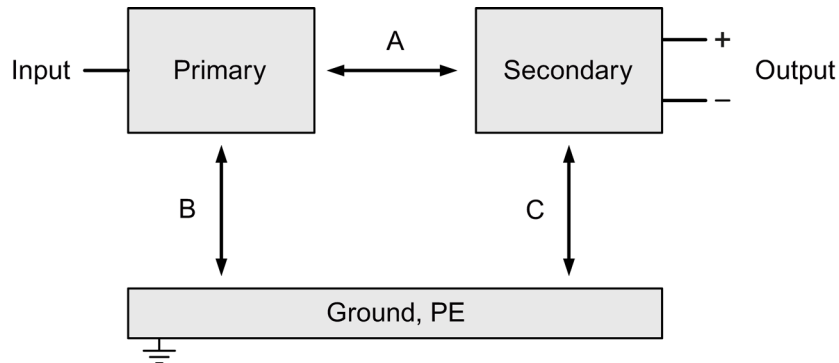 A
+
Input
Primary
Secondary
Output
−
B
C
Ground, PE